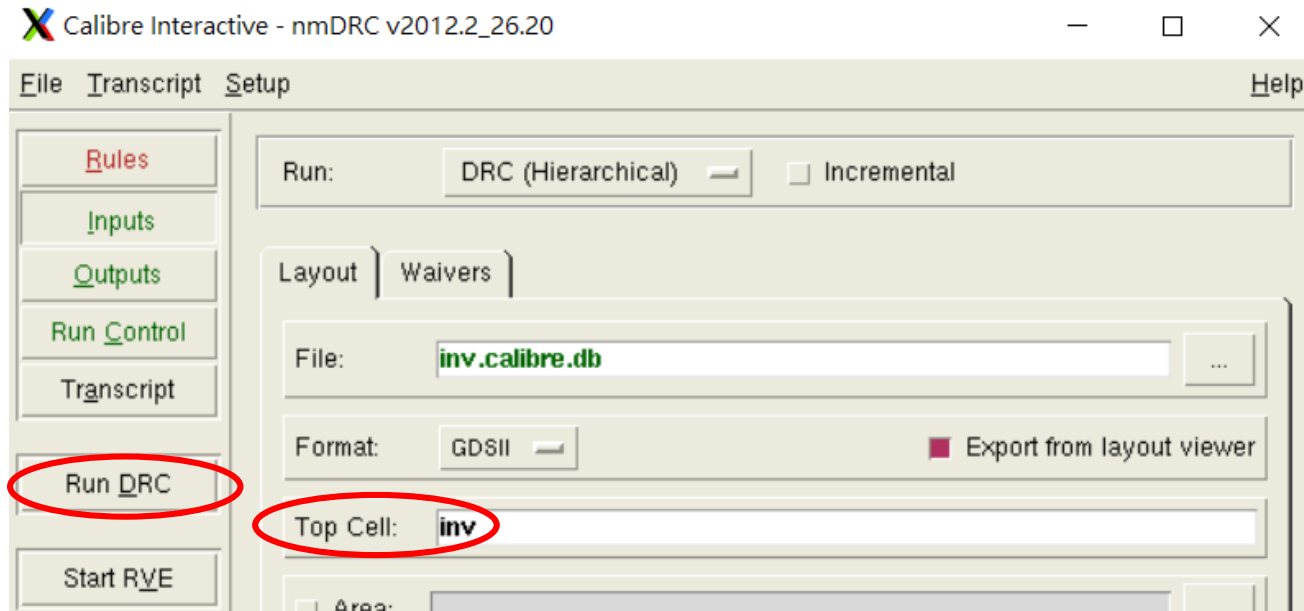 Calibre Interactive - nmDRC v2012.2_26.20
File Transcript Setup Help
Rules
Inputs
Outputs
Run Control
Transcript
Run DRC
Start RVE
Run: DRC (Hierarchical) Incremental
Layout Waivers
File: inv.calibre.db ...
Format: GDSII Export from layout viewer
Top Cell: inv
Area: